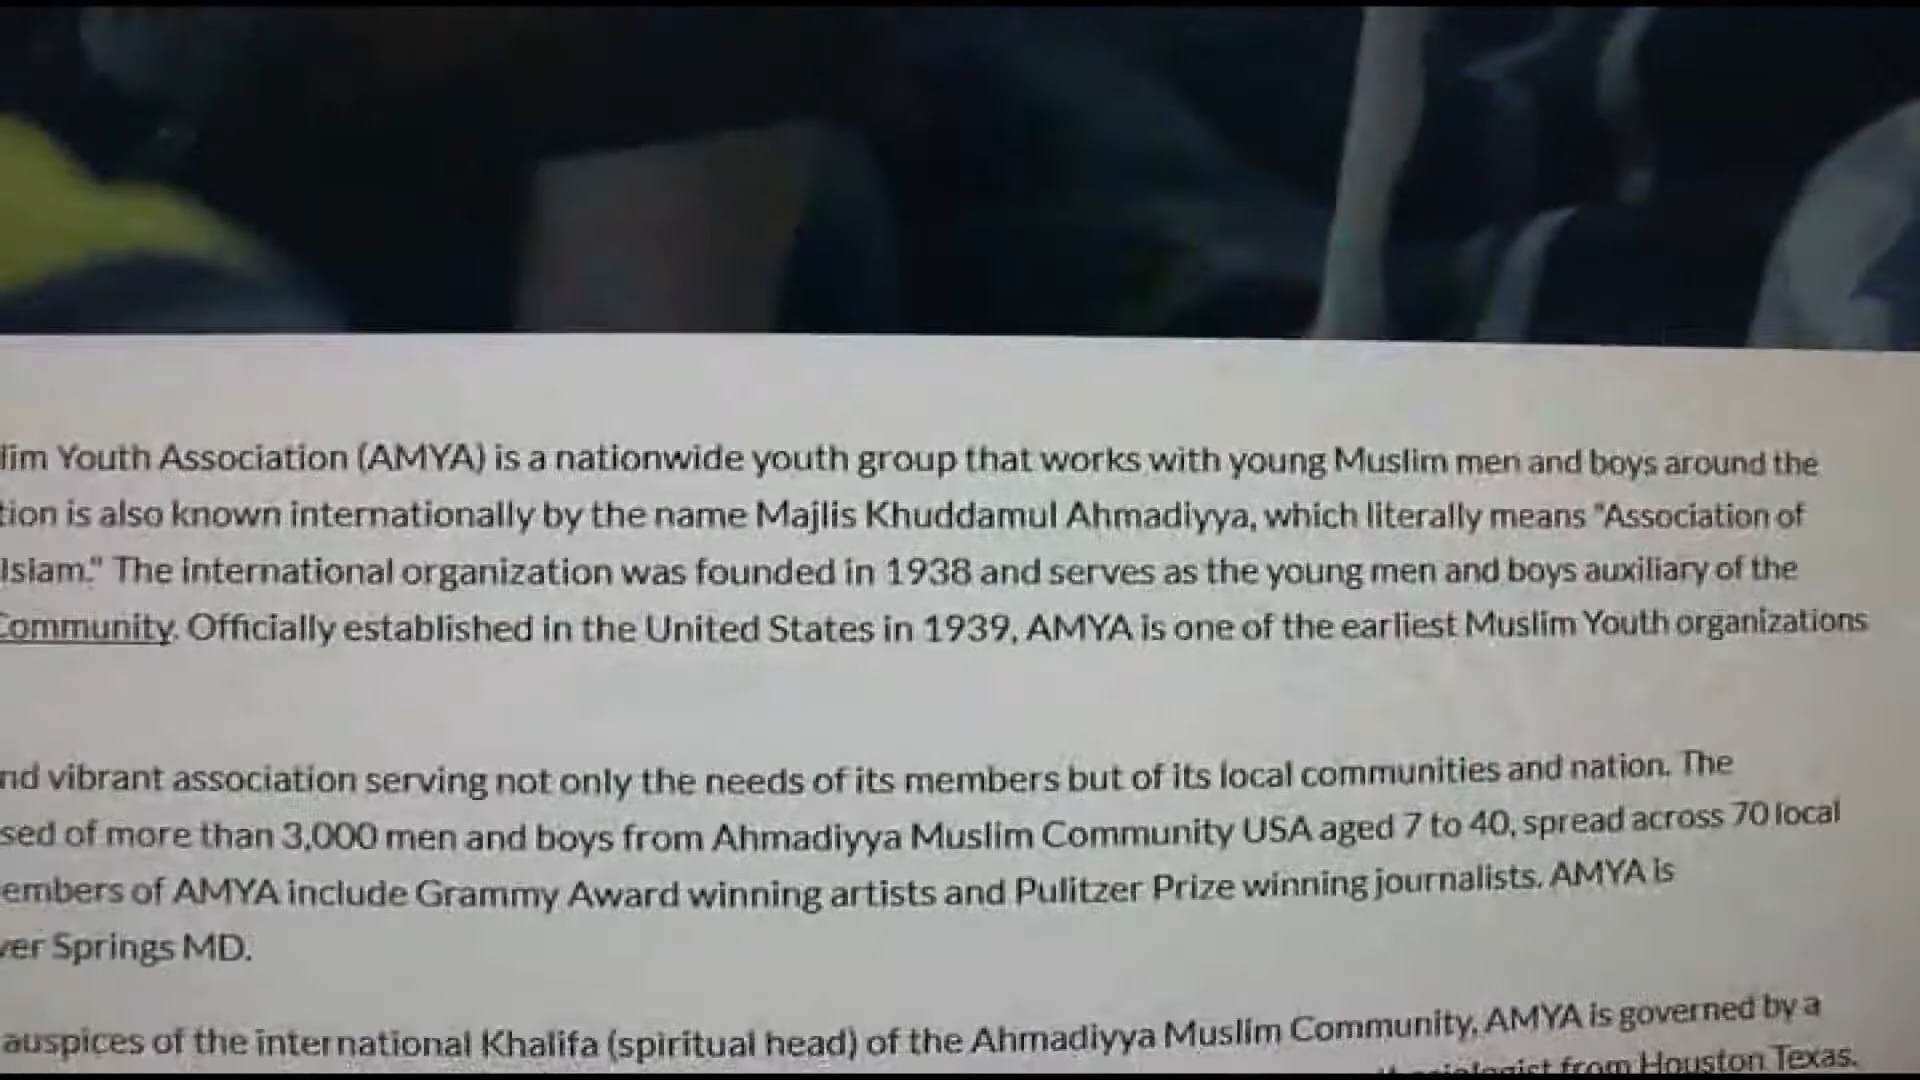 lim Youth Association (AMYA) is a nationwide youth group that works with young Muslim men and boys around the
tion is also known internationally by the name Majlis Khuddamul Ahmadiyya, which literally means "Association of
Islam." The international organization was founded in 1938 and serves as the young men and boys auxiliary of the
Community. Officially established in the United States in 1939, AMYA is one of the earliest Muslim Youth organizations
nd vibrant association serving not only the needs of its members but of its local communities and nation. The
sed of more than 3,000 men and boys from Ahmadiyya Muslim Community USA aged 7 to 40, spread across 70 local
embers of AMYA include Grammy Award winning artists and Pulitzer Prize winning journalists. AMYA is
ver Springs MD.
auspices of the international Khalifa (spiritual head) of the Ahmadiyya Muslim Community, AMYA is governed by a
from Houston Texas.